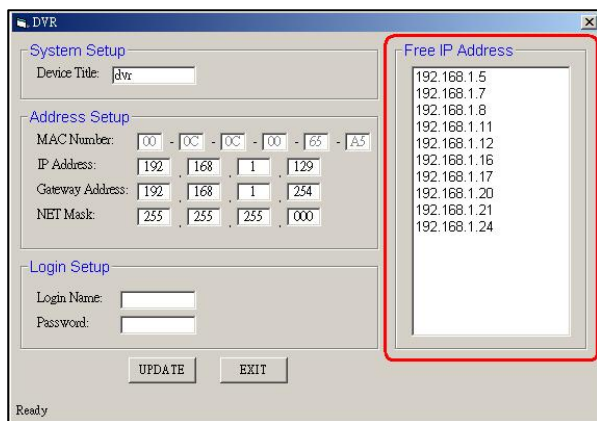 DVR
System Setup
Device Title: dvr
Address Setup
MAC Number: 00 - 0C - 0C - 00 - 65 - A5
IP Address: 192 . 168 . 1 . 129
Gateway Address: 192 . 168 . 1 . 254
NET Mask: 255 . 255 . 255 . 000
Login Setup
Login Name:
Password:
UPDATE EXIT
Ready
Free IP Address
192.168.1.5
192.168.1.7
192.168.1.8
192.168.1.11
192.168.1.12
192.168.1.16
192.168.1.17
192.168.1.20
192.168.1.21
192.168.1.24